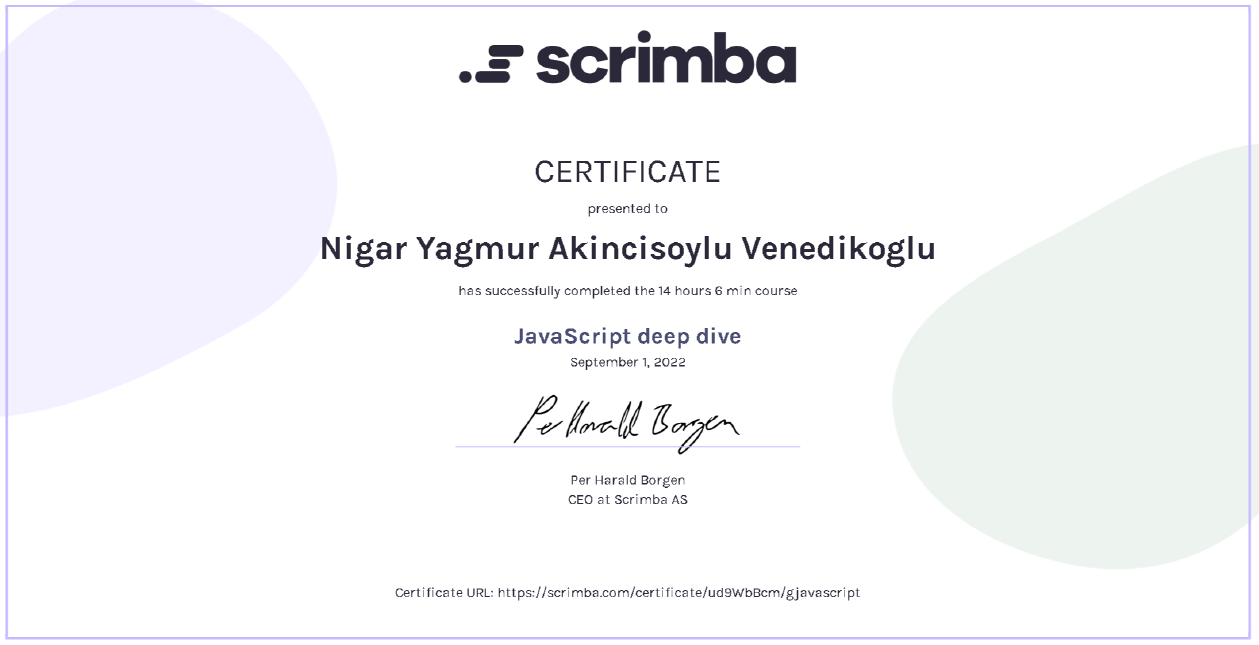 scrimba
CERTIFICATE
presented to
Nigar Yagmur Akincisoylu Venedikoglu
has successfully completed the 14 hours 6 min course
JavaScript deep dive
September 1, 2022
Per Harald Borgen
Per Harald Borgen
CEO at Scrimba AS
Certificate URL: https://scrimba.com/certificate/ud9WbBcm/gjavascript